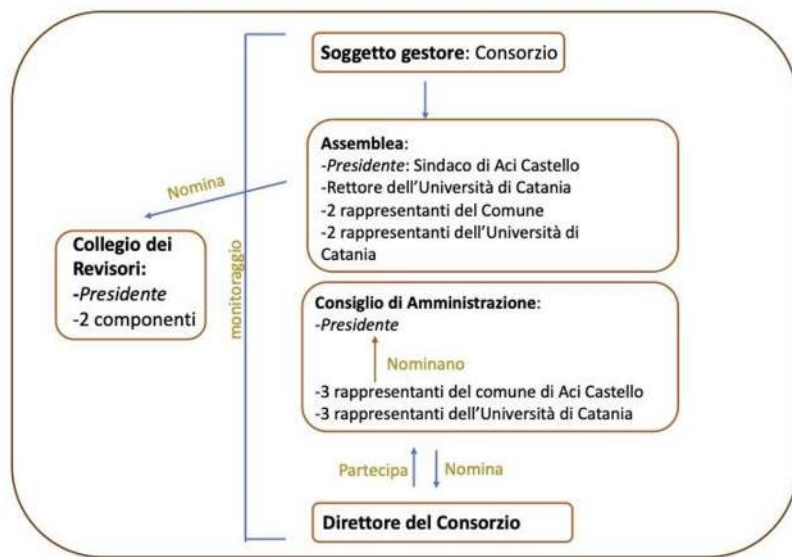 Soggetto gestore: Consorzio
Assemblea:
-Presidente: Sindaco di Aci Castello
-Rettore dell'Università di Catania
-2 rappresentanti del Comune
-2 rappresentanti dell'Università di
Catania
Nomina
Collegio dei
Revisori:
-Presidente
-2 componenti
monitoraggio
Consiglio di Amministrazione:
-Presidente
Nominano
-3 rappresentanti del comune di Aci Castello
-3 rappresentanti dell'Università di Catania
Partecipa
Nomina
Direttore del Consorzio